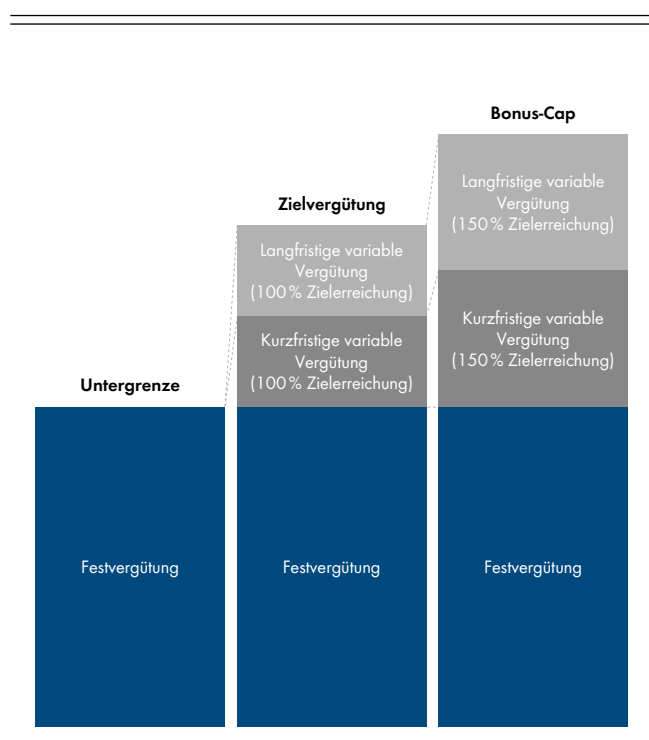 Bonus-Cap
Langfristige variable
Vergütung
(150 % Zielerreichung)
Zielvergütung
Langfristige variable
Vergütung
(100 % Zielerreichung)
Kurzfristige variable
Vergütung
(150 % Zielerreichung)
Kurzfristige variable
Vergütung
(100 % Zielerreichung)
Untergrenze
Festvergütung
Festvergütung
Festvergütung